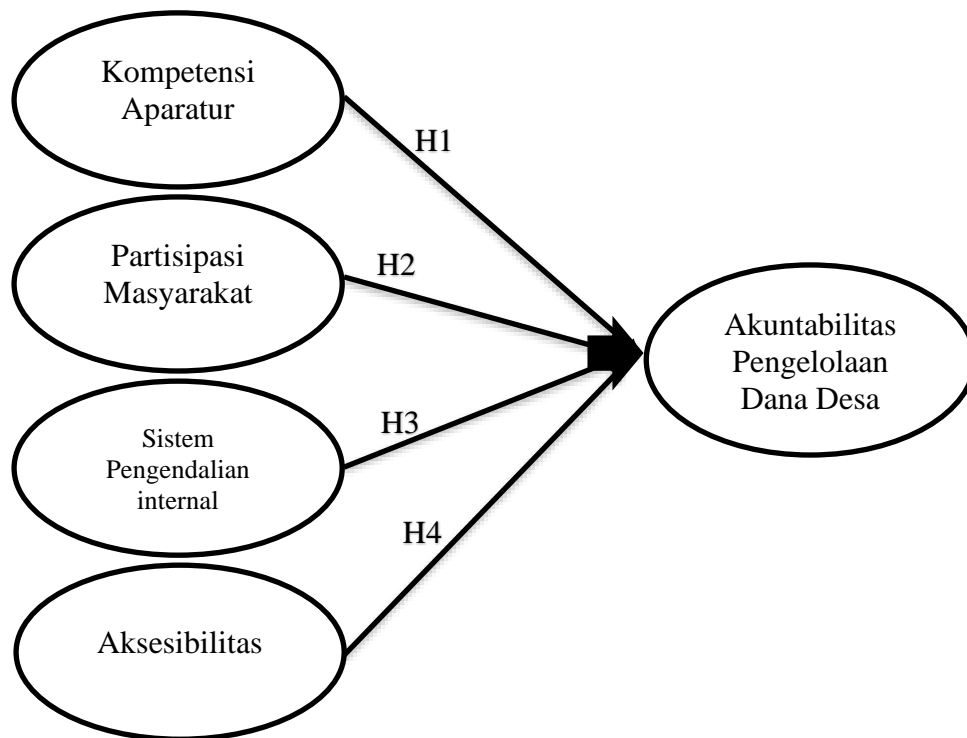 Kompetensi
Aparatur
H1
Partisipasi
Masyarakat
H2
Sistem
Pengendalian
internal
H3
Aksesibilitas
H4
Akuntabilitas
Pengelolaan
Dana Desa